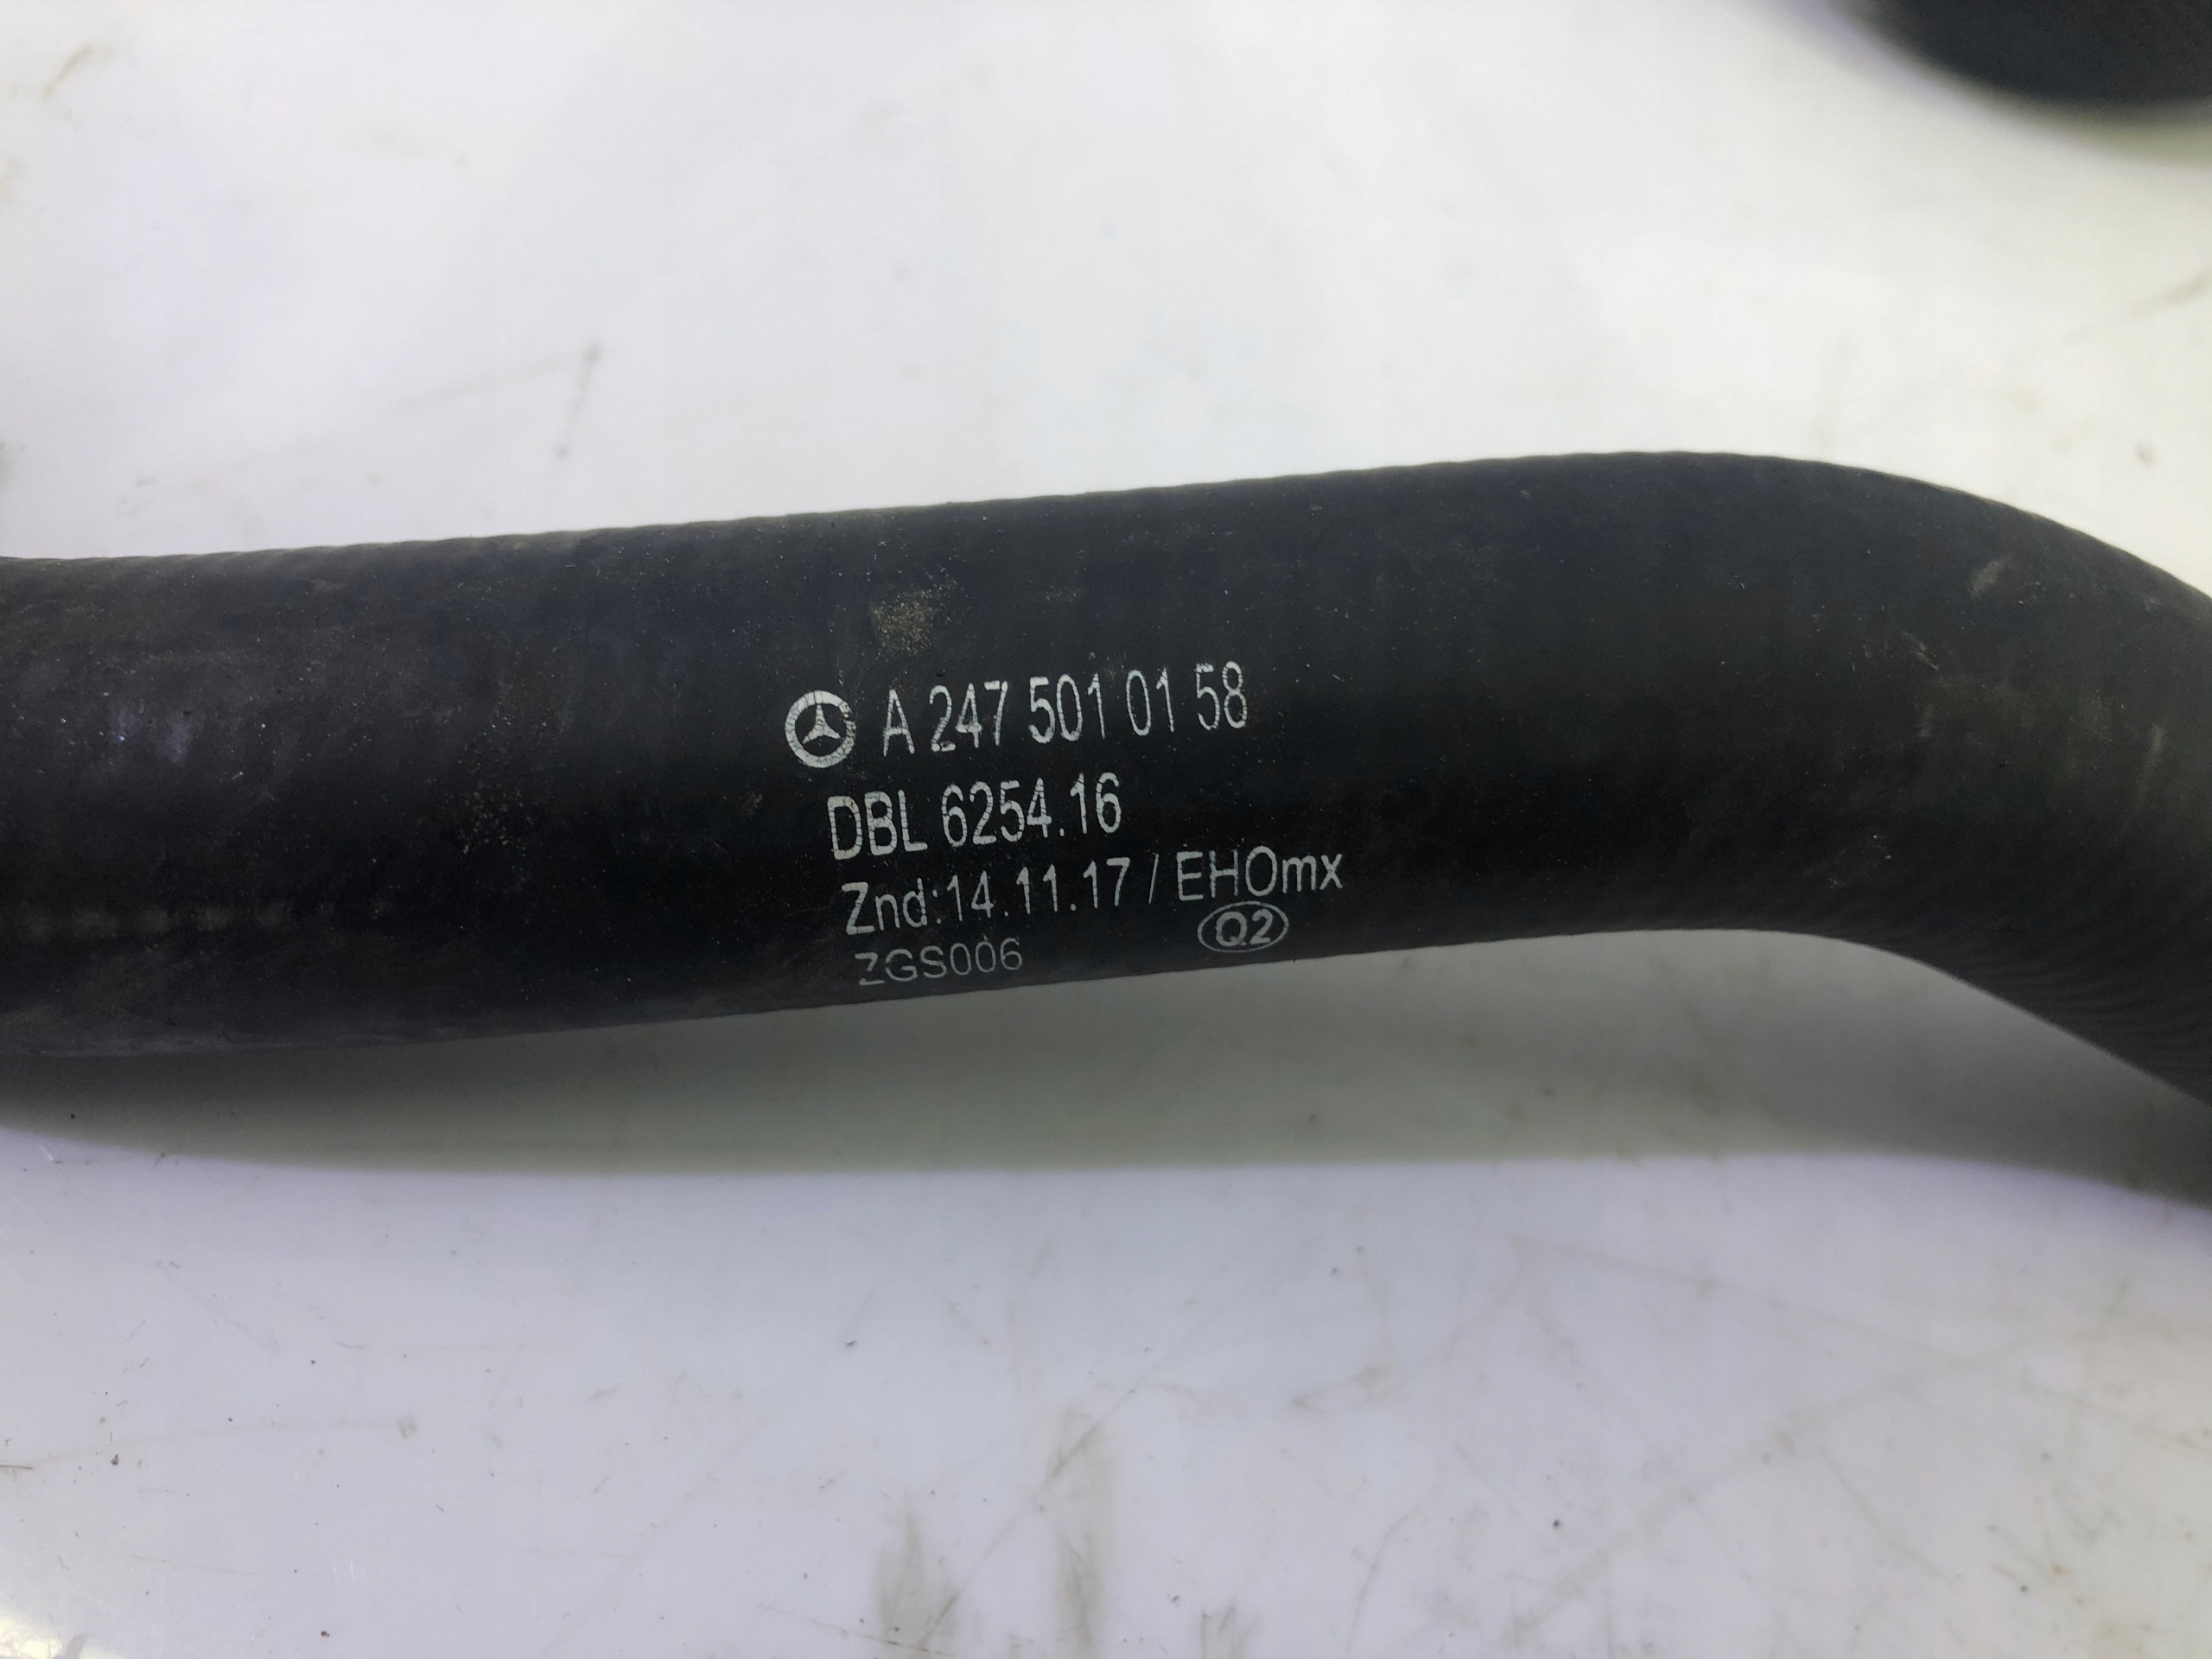 A 247 501 01 58
DBL 6254.16
Znd:14.11.17 / EHOmx
ZGS006 Q2